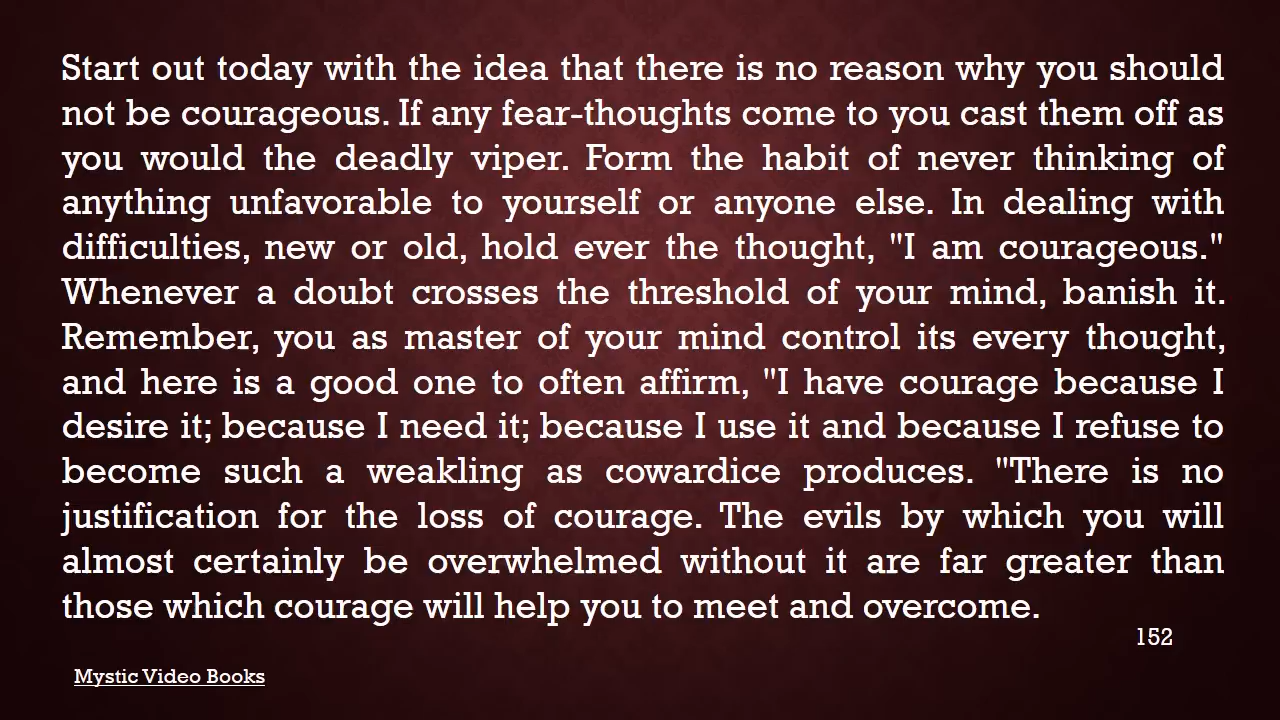 Start out today with the idea that there is no reason why you should
not be courageous. If any fear-thoughts come to you cast them off as
you would the deadly viper. Form the habit of never thinking of
anything unfavorable to yourself or anyone else. In dealing with
difficulties, new or old, hold ever the thought, "I am courageous."
Whenever a doubt crosses the threshold of your mind, banish it.
Remember, you as master of your mind control its every thought,
and here is a good one to often affirm, "I have courage because I
desire it; because I need it; because I use it and because I refuse to
become such a weakling as cowardice produces. "There is no
justification for the loss of courage. The evils by which you will
almost certainly be overwhelmed without it are far greater than
those which courage will help you to meet and overcome.
152
Mystic Video Books